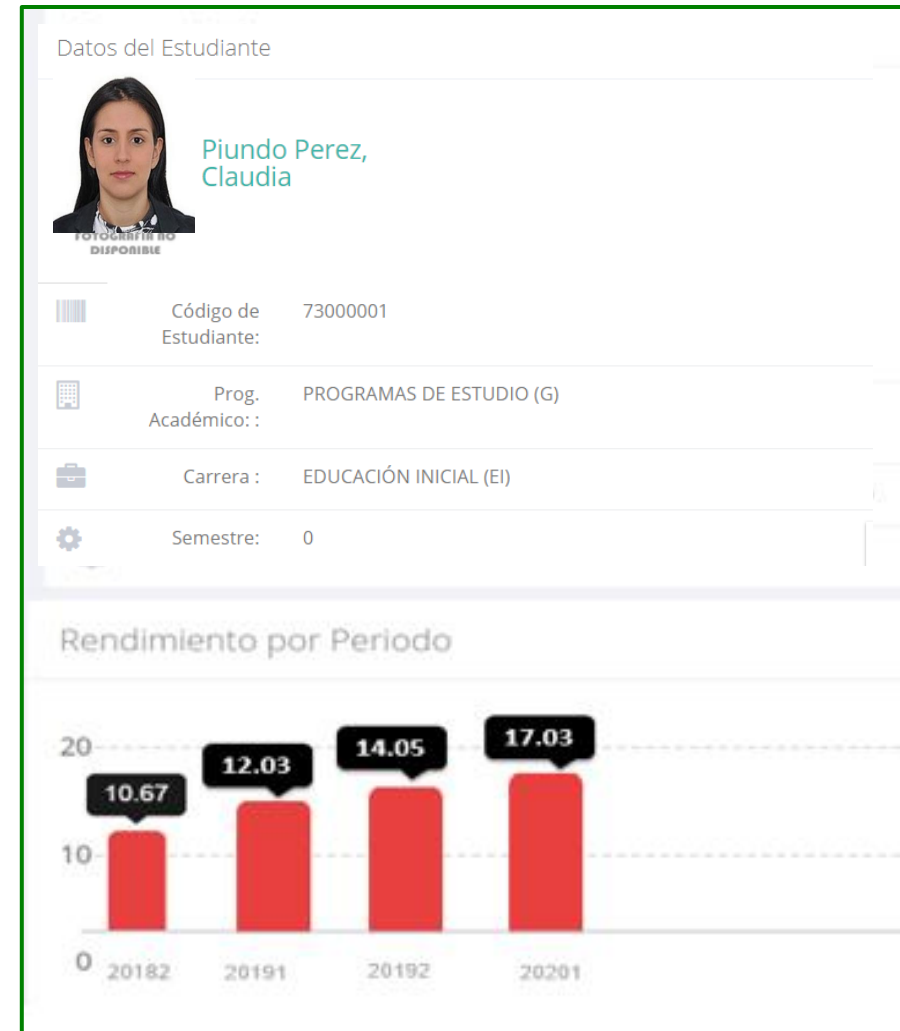 Datos del Estudiante
Piundo Perez,
Claudia
FOTOGRAFIA NO
DISPONIBLE
Código de
Estudiante:
73000001
Prog.
Académico: :
PROGRAMAS DE ESTUDIO (G)
Carrera :
EDUCACIÓN INICIAL (EI)
Semestre:
0
Rendimiento por Periodo
20
10
0
10.67
12.03
14.05
17.03
20182
20191
20192
20201